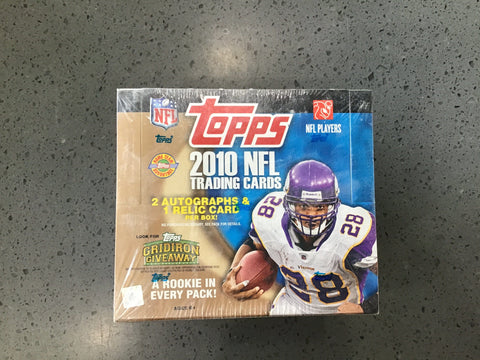 NFL
Topps
Topps
NFL PLAYERS
2010 NFL
TRADING CARDS
2 AUTOGRAPHS &
1 RELIC CARD
PER BOX!
LOOK FOR
Topps
GRIDIRON
GIVEAWAY
Topps
A ROOKIE IN
EVERY PACK!
28
28
28